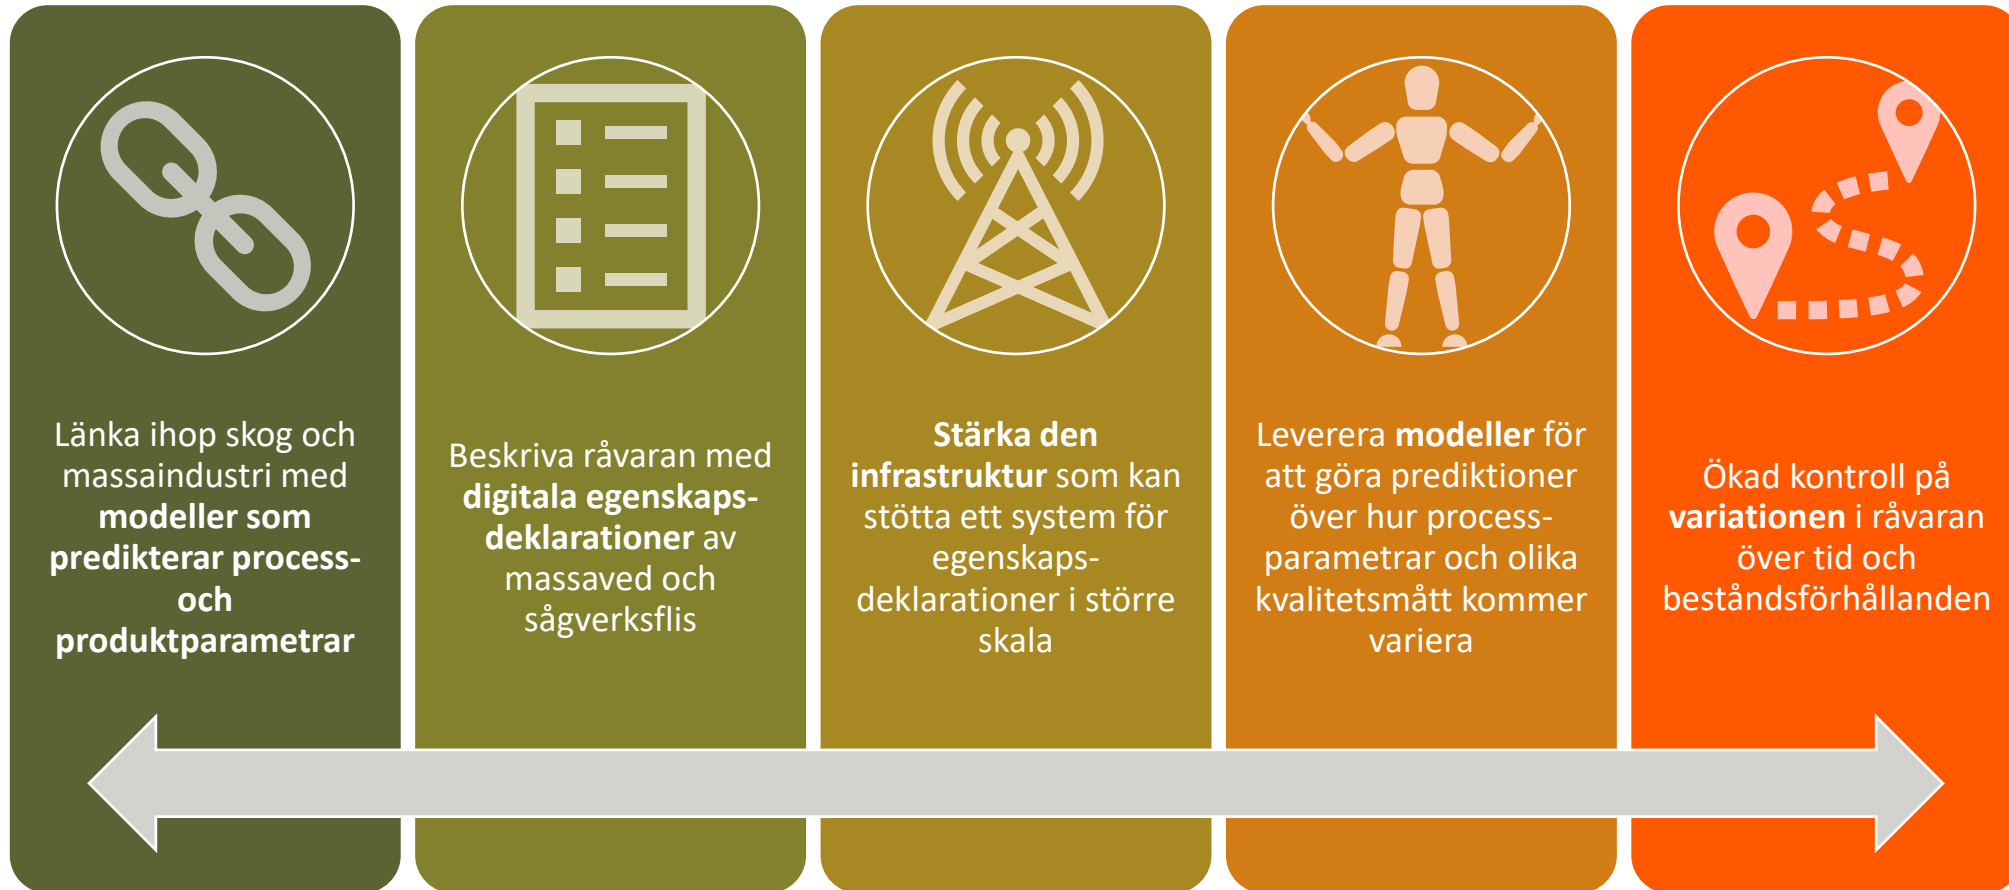 Länka ihop skog och
massaindustri med
modeller som
predikterar process-
och
produktparametrar
Beskriva råvaran med
digitala egenskaps-
deklarationer av
massaved och
sågverksflis
Stärka den
infrastruktur som kan
stötta ett system för
egenskaps-
deklarationer i större
skala
Leverera modeller för
att göra prediktioner
över hur process-
parametrar och olika
kvalitetsmått kommer
variera
Ökad kontroll på
variationen i råvaran
över tid och
beståndsförhållanden